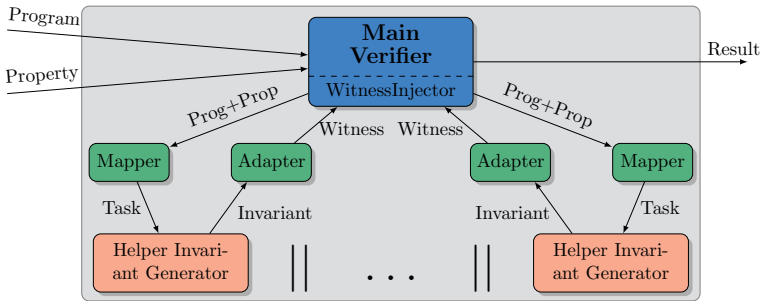 Program
Property
Main
Verifier
WitnessInjector
Result
Prog+Prop
Prog+Prop
Witness
Witness
Mapper
Adapter
Adapter
Mapper
Task
Invariant
Invariant
Task
Helper Invari-
ant Generator
. . .
Helper Invari-
ant Generator